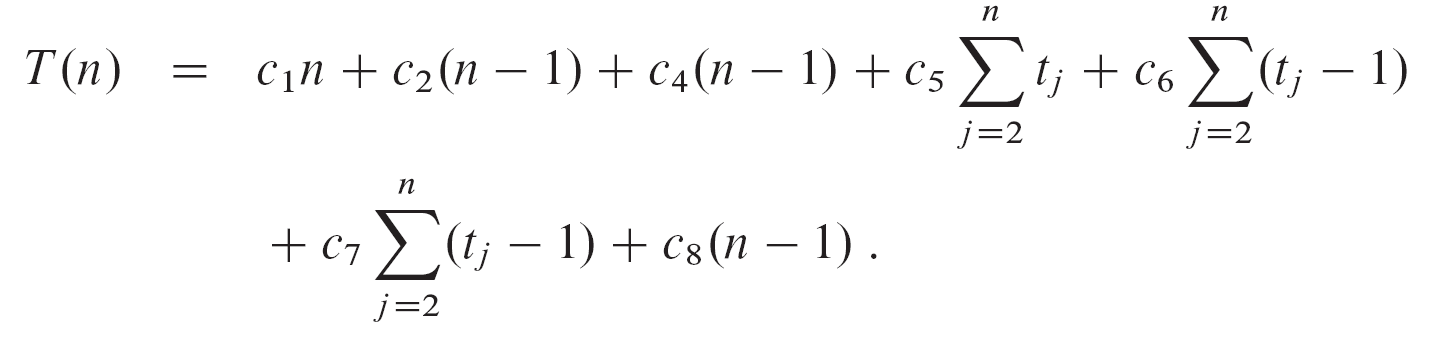 T(n) = c₁n + c₂(n − 1) + c₄(n − 1) + c₅ ∑_{j=2}^{n} t_j + c₆ ∑_{j=2}^{n} (t_j − 1)
+ c₇ ∑_{j=2}^{n} (t_j − 1) + c₈(n − 1) .